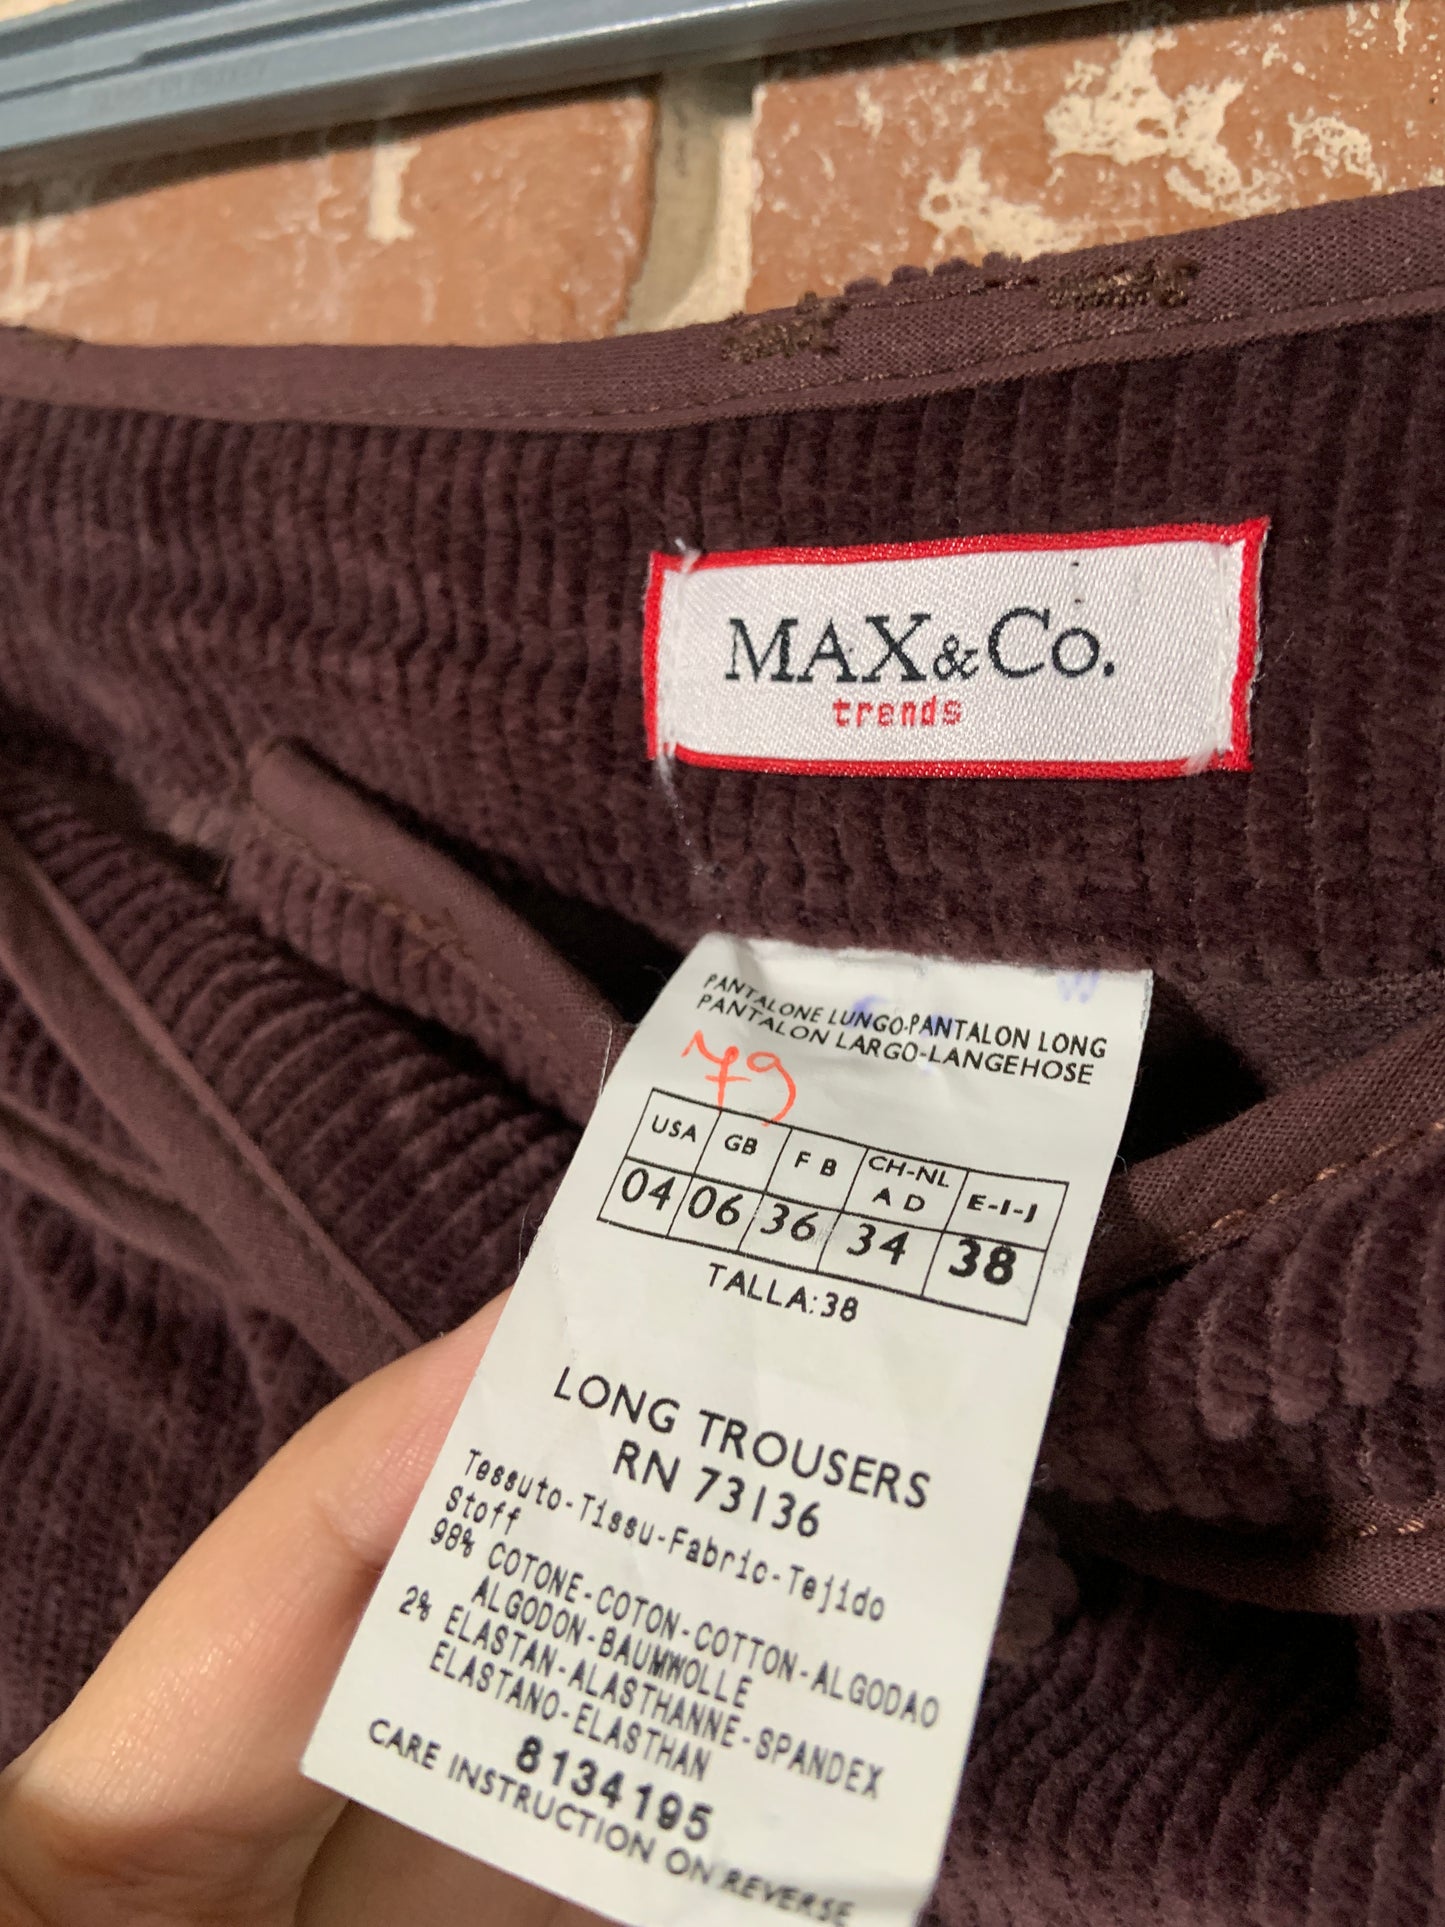 MAX&Co.
trends
PANTALONE LUNGO-PANTALON LONG
PANTALON LARGO-LANGEHOSE
79
USA GB F B CH-NL A D E-I-J
04 06 36 34 38
TALLA:38
LONG TROUSERS
RN 73136
Tessuto-Tissu-Fabric-Tejido
Stoff
98% COTONE-COTON-COTTON-ALGODAO
ALGODON-BAUMWOLLE
2% ELASTAN-ALASTHANNE-SPANDEX
ELASTANO-ELASTHAN
8134195
CARE INSTRUCTION ON REVERSE